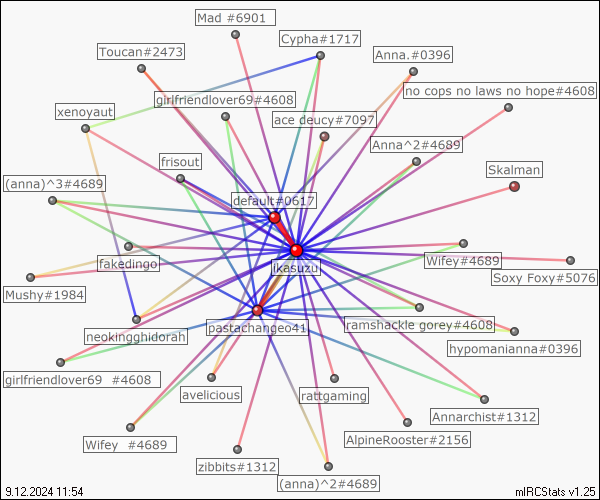 Mad #6901
Cypha#1717
Toucan#2473
Anna.#0396
no cops no laws no hope#4608
girlfriendlover69#4608
xenoyaut
ace deucy#7097
Anna^2#4689
frisout
Skalman
(anna)^3#4689
default#0617
fakedingo
ikasuzu
Wifey#4689
Soxy Foxy#5076
Mushy#1984
neokingghidorah
pastachangeo41
ramshackle gorey#4608
hypomanianna#0396
girlfriendlover69 #4608
avelicious
rattgaming
Annarchist#1312
Wifey #4689
AlpineRooster#2156
zibbits#1312
(anna)^2#4689
9.12.2024 11:54
mIRCStats v1.25